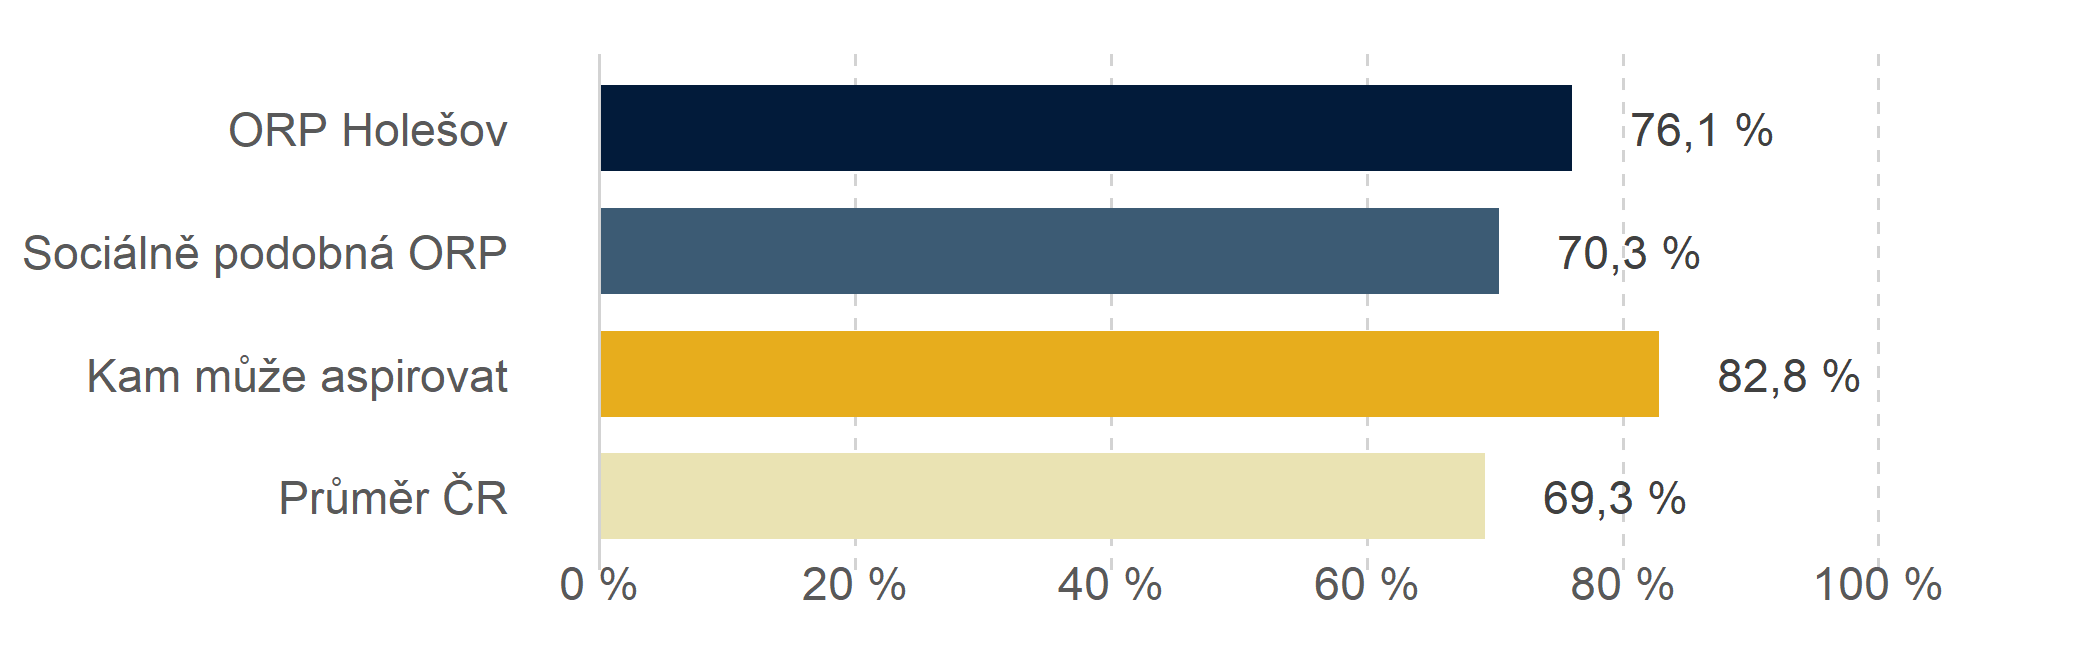 ORP Holešov
76,1 %
Sociálně podobná ORP
70,3 %
Kam může aspirovat
82,8 %
Průměr ČR
69,3 %
0 %
20 %
40 %
60 %
80 %
100 %